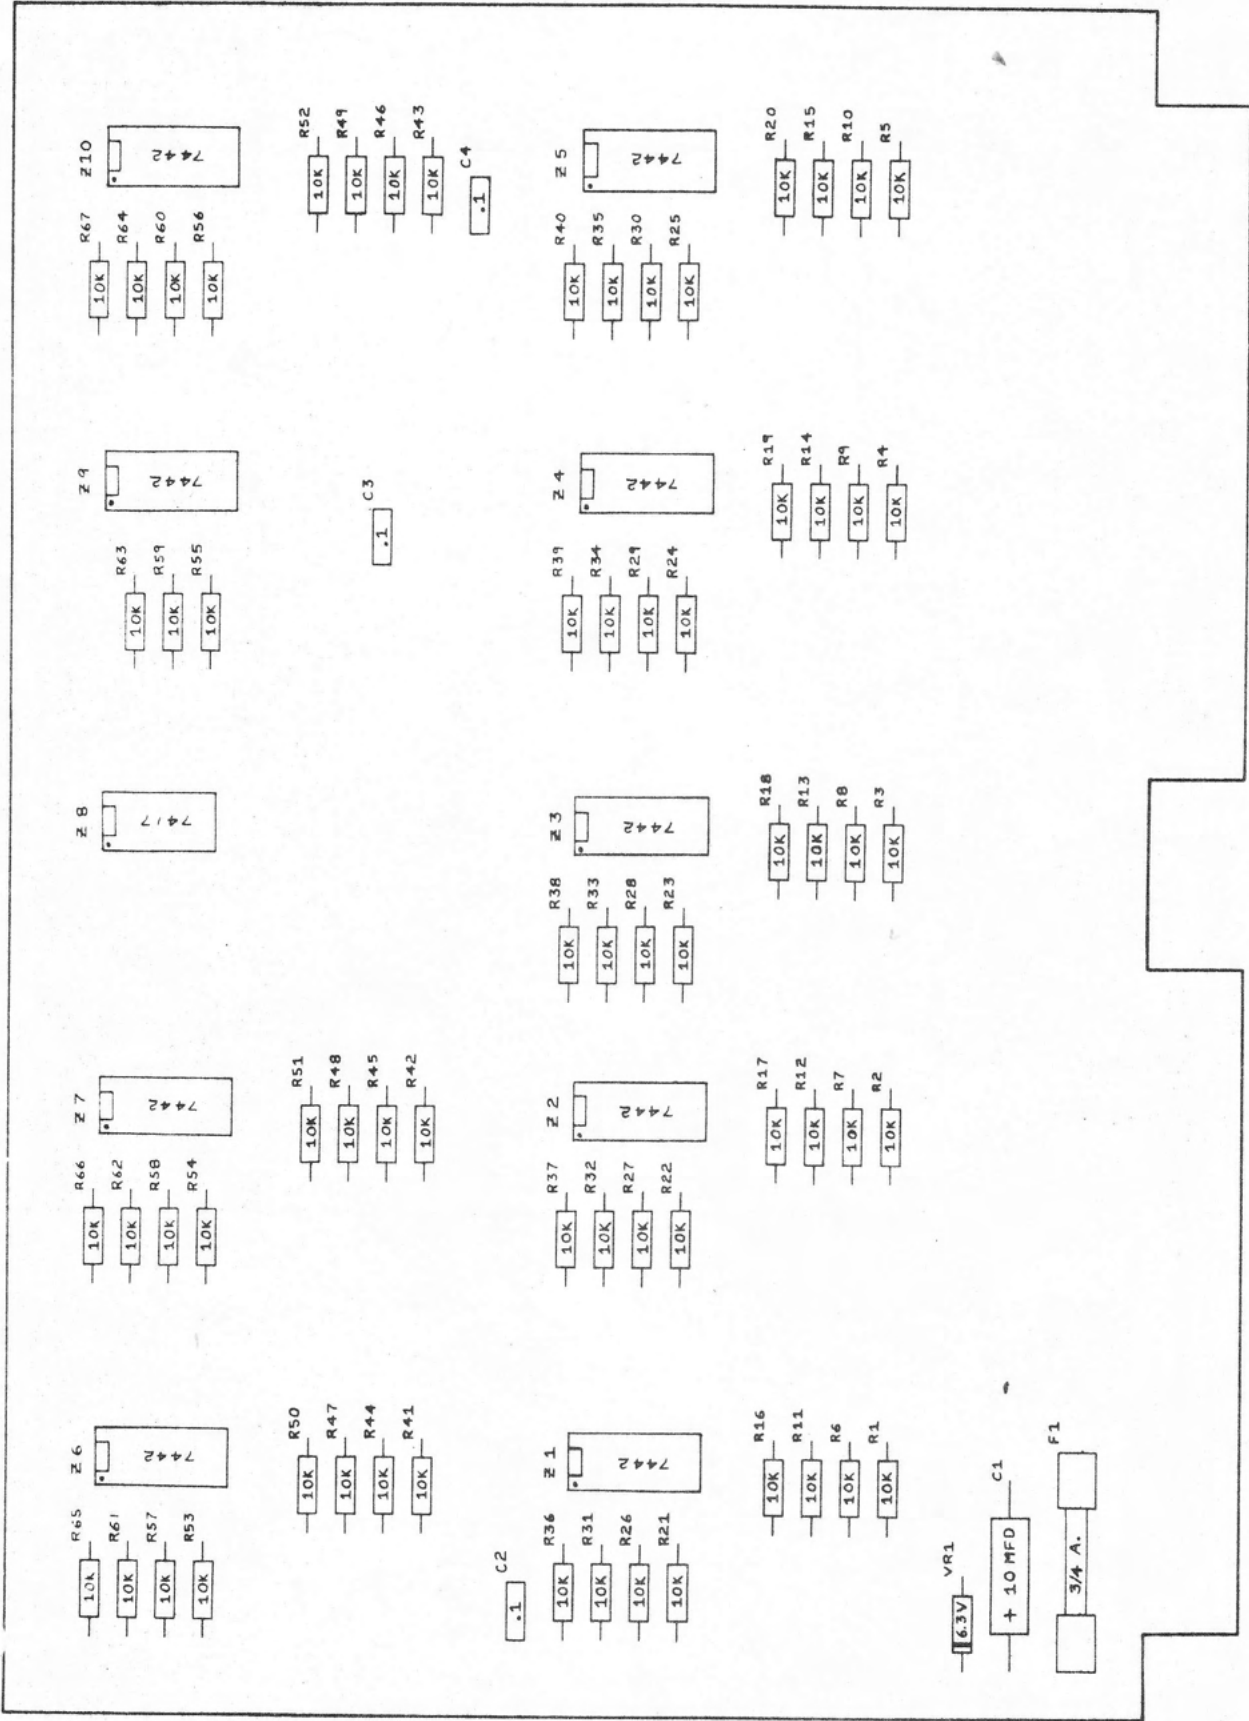 Z10
7442
R67
10K
R64
10K
R60
10K
R56
10K
R52
10K
R49
10K
R46
10K
R43
10K
C4
.1
Z5
7442
R40
10K
R35
10K
R30
10K
R25
10K
R20
10K
R15
10K
R10
10K
R5
10K
Z9
7442
R63
10K
R59
10K
R55
10K
C3
.1
Z4
7442
R39
10K
R34
10K
R29
10K
R24
10K
R19
10K
R14
10K
R9
10K
R4
10K
Z8
7417
Z3
7442
R38
10K
R33
10K
R28
10K
R23
10K
R18
10K
R13
10K
R8
10K
R3
10K
Z7
7442
R66
10K
R62
10K
R58
10K
R54
10K
R51
10K
R48
10K
R45
10K
R42
10K
Z2
7442
R37
10K
R32
10K
R27
10K
R22
10K
R17
10K
R12
10K
R7
10K
R2
10K
Z6
7442
R65
10K
R61
10K
R57
10K
R53
10K
R50
10K
R47
10K
R44
10K
R41
10K
C2
.1
Z1
7442
R36
10K
R31
10K
R26
10K
R21
10K
R16
10K
R11
10K
R6
10K
R1
10K
VR1
6.3V
C1
+ 10 MFD
F1
3/4 A.